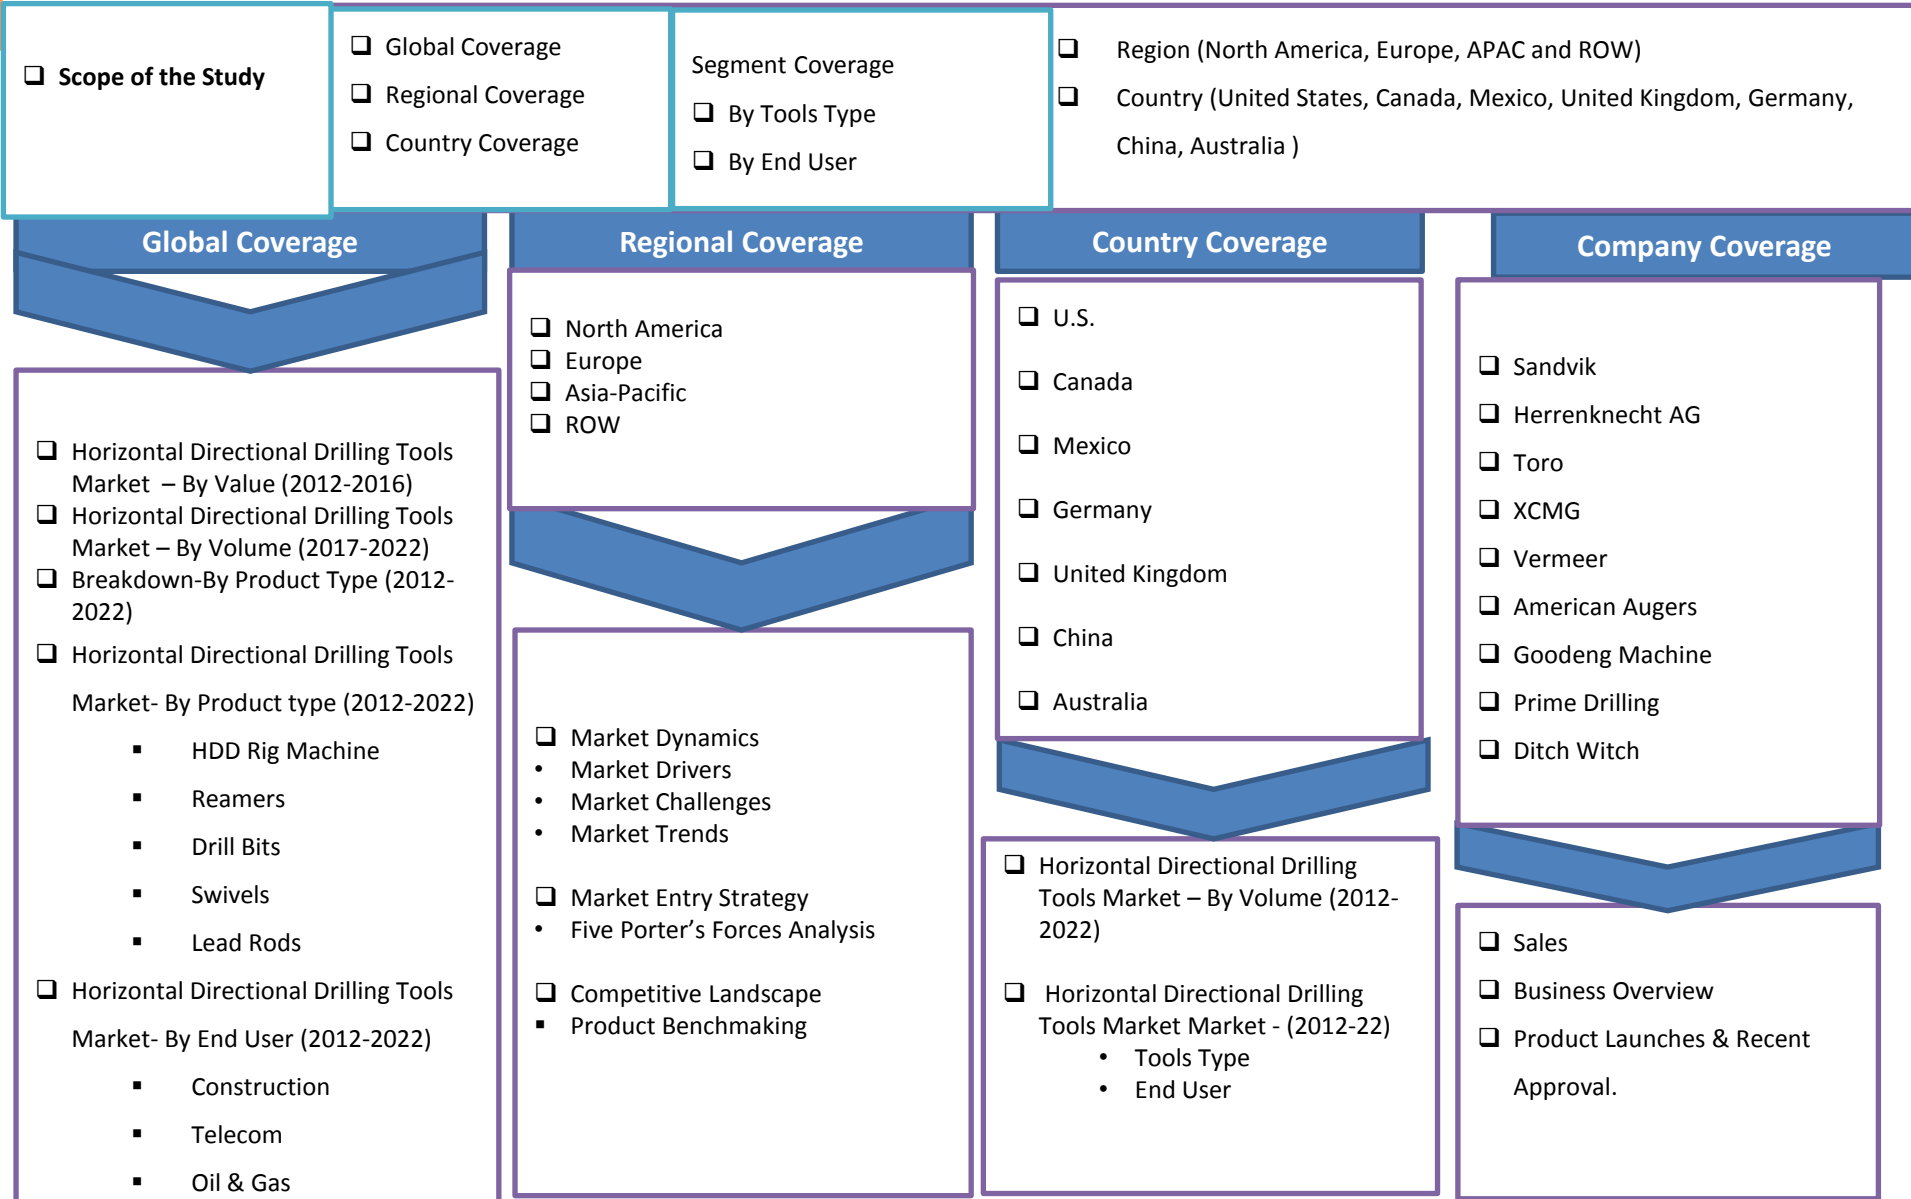 Scope of the Study
Global Coverage
Regional Coverage
Country Coverage
Segment Coverage
By Tools Type
By End User
Region (North America, Europe, APAC and ROW)
Country (United States, Canada, Mexico, United Kingdom, Germany,
China, Australia )
Global Coverage
Horizontal Directional Drilling Tools
Market – By Value (2012-2016)
Horizontal Directional Drilling Tools
Market – By Volume (2017-2022)
Breakdown-By Product Type (2012-
2022)
Horizontal Directional Drilling Tools
Market- By Product type (2012-2022)
HDD Rig Machine
Reamers
Drill Bits
Swivels
Lead Rods
Horizontal Directional Drilling Tools
Market- By End User (2012-2022)
Construction
Telecom
Oil & Gas
Regional Coverage
North America
Europe
Asia-Pacific
ROW
Market Dynamics
Market Drivers
Market Challenges
Market Trends
Market Entry Strategy
Five Porter's Forces Analysis
Competitive Landscape
Product Benchmaking
Country Coverage
U.S.
Canada
Mexico
Germany
United Kingdom
China
Australia
Horizontal Directional Drilling
Tools Market – By Volume (2012-
2022)
Horizontal Directional Drilling
Tools Market Market - (2012-22)
Tools Type
End User
Company Coverage
Sandvik
Herrenknecht AG
Toro
XCMG
Vermeer
American Augers
Goodeng Machine
Prime Drilling
Ditch Witch
Sales
Business Overview
Product Launches & Recent
Approval.